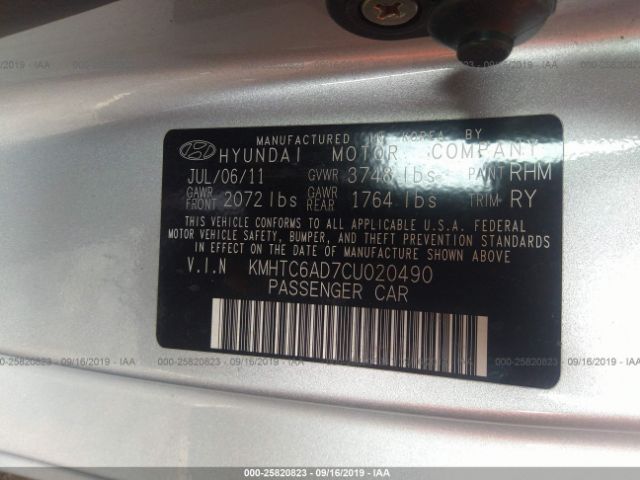 000-25820823 - 09/16/2019 - IAA
MANUFACTURED IN KOREA BY
HYUNDAI MOTOR COMPANY
JUL/06/11 GVWR 3748 lbs PAINT RHM
GAWR FRONT 2072 lbs GAWR REAR 1764 lbs TRIM RY
THIS VEHICLE CONFORMS TO ALL APPLICABLE U.S.A. FEDERAL
MOTOR VEHICLE SAFETY, BUMPER, AND THEFT PREVENTION STANDARDS
IN EFFECT ON THE DATE OF MANUFACTURE SHOWN ABOVE.
V.I.N KMHTC6AD7CU020490
PASSENGER CAR
000-25820823 - 09/16/2019 - IAA
000-25820823 - 09/16/2019 - IAA
000-25820823 - 09/16/2019 - IAA